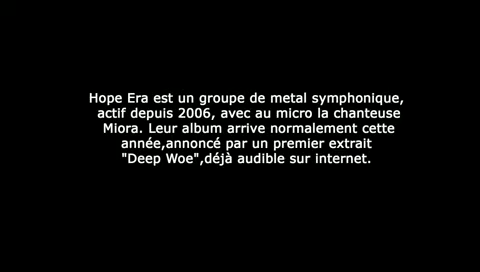 Hope Era est un groupe de metal symphonique,
actif depuis 2006, avec au micro la chanteuse
Miora. Leur album arrive normalement cette
année,annoncé par un premier extrait
"Deep Woe",déjà audible sur internet.